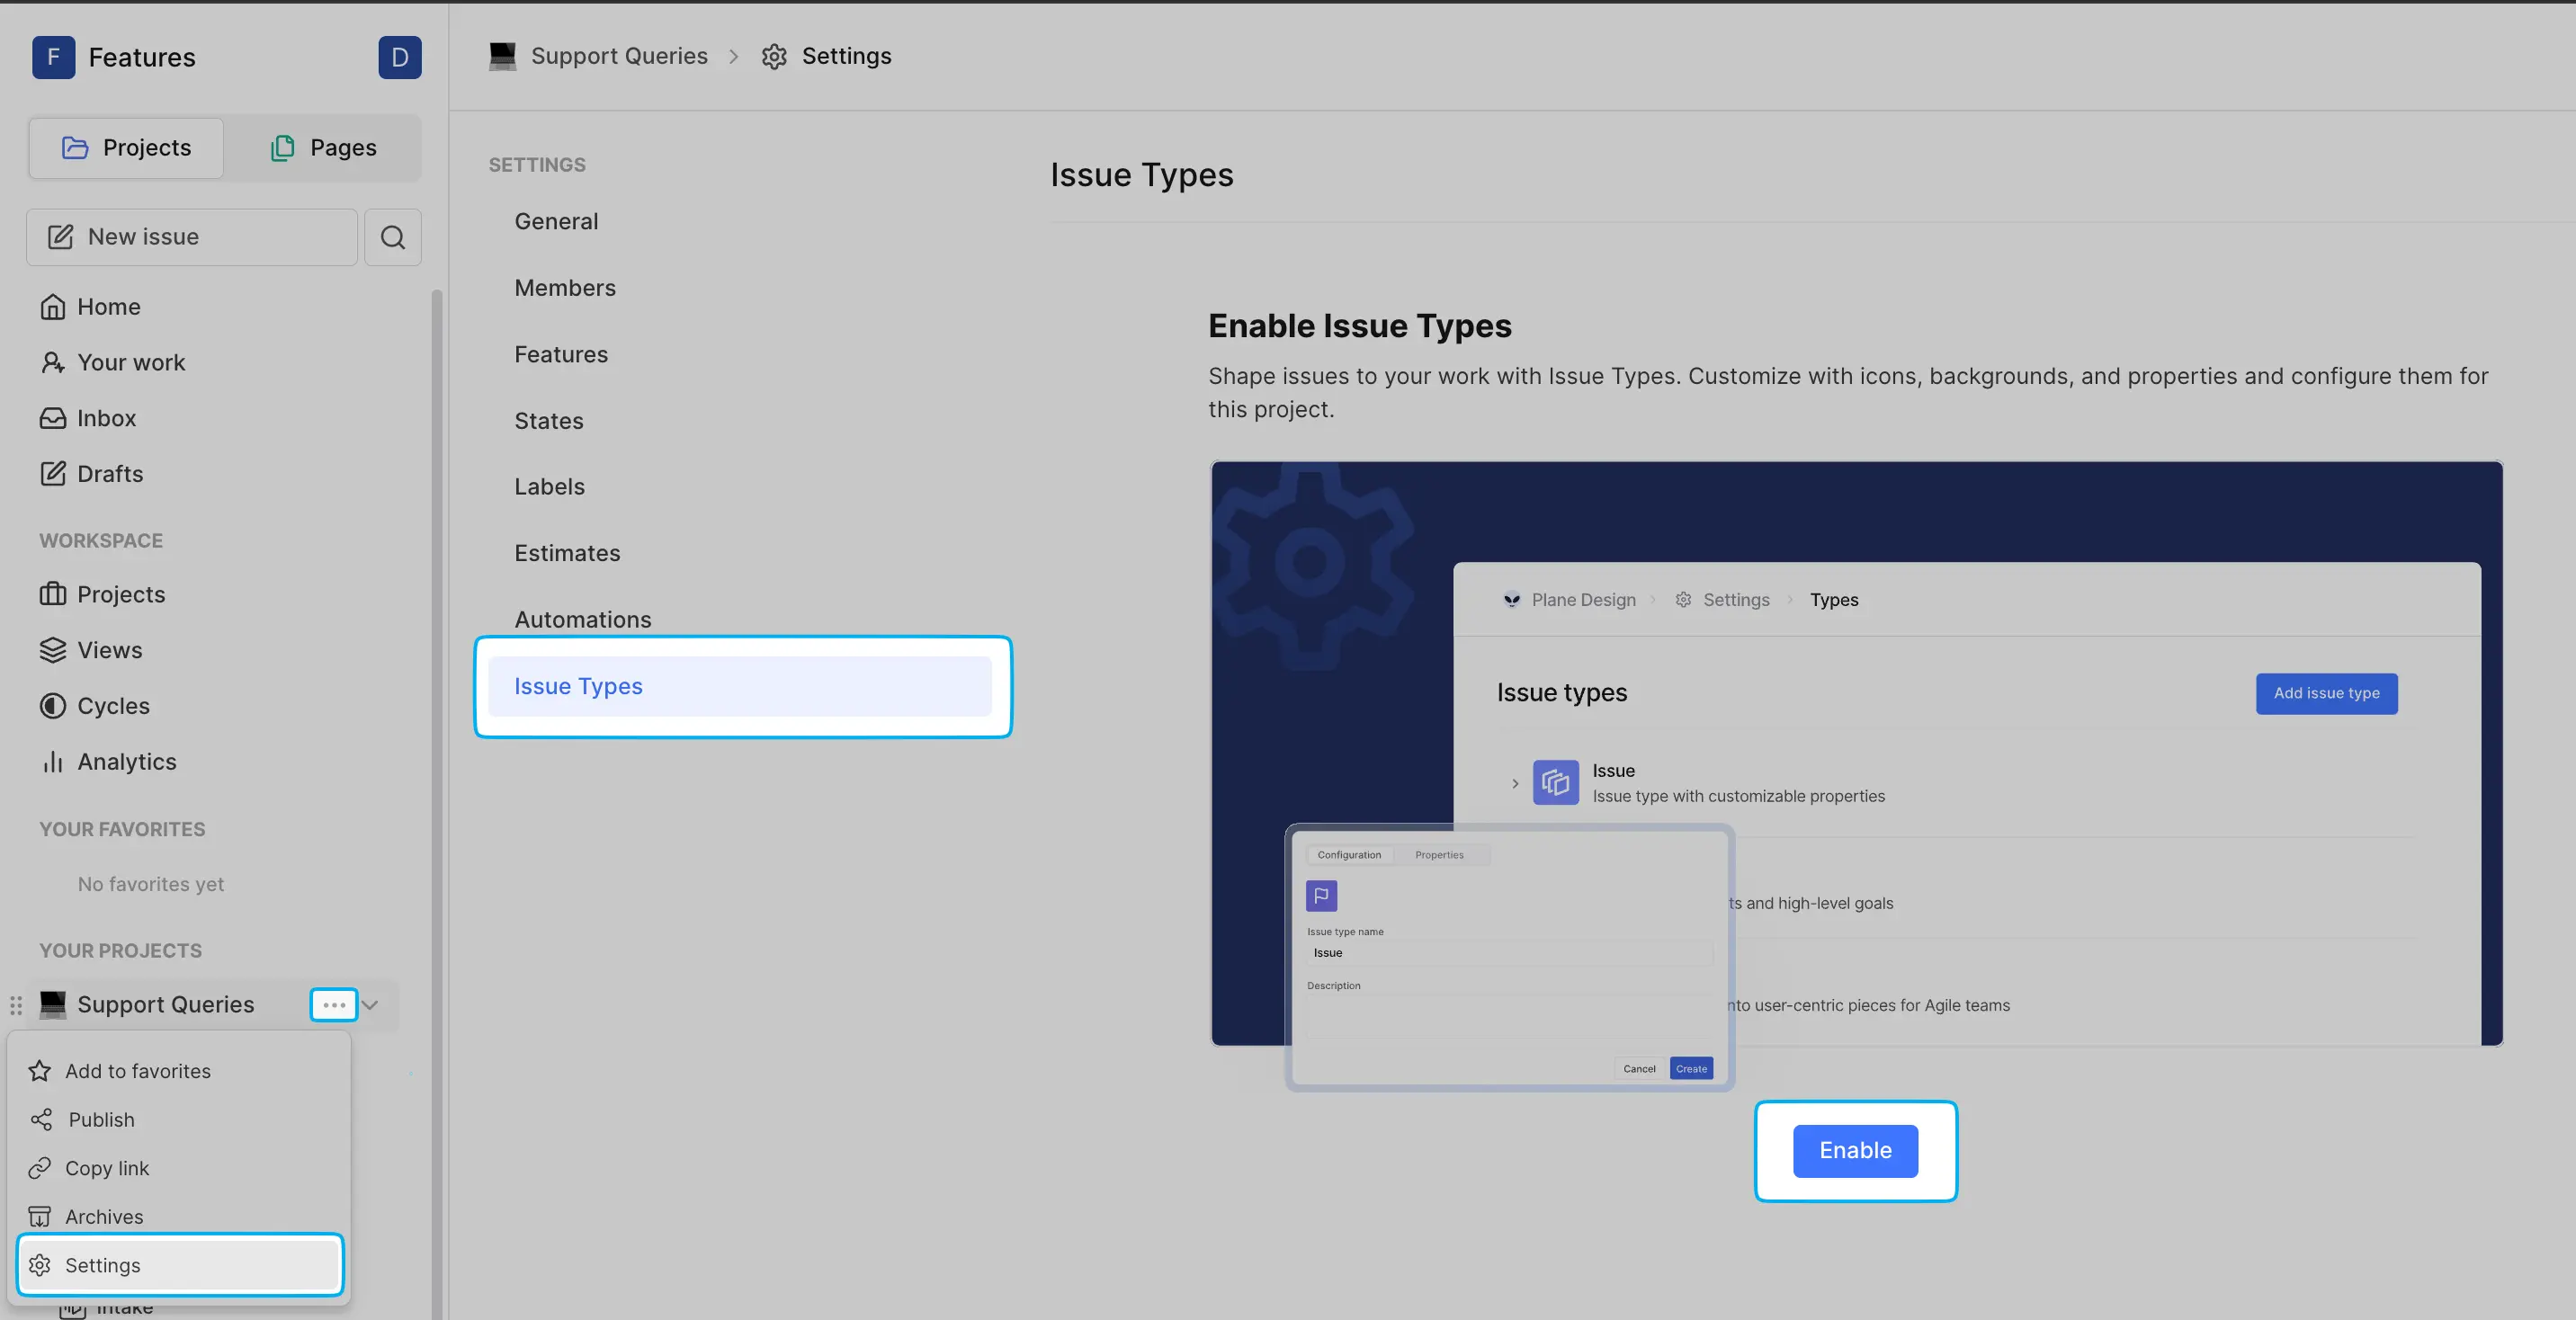 F Features D
Projects Pages
New issue
Home
Your work
Inbox
Drafts
WORKSPACE
Projects
Views
Cycles
Analytics
YOUR FAVORITES
No favorites yet
YOUR PROJECTS
Support Queries
Add to favorites
Publish
Copy link
Archives
Settings
Intake
Support Queries Settings
SETTINGS
General
Members
Features
States
Labels
Estimates
Automations
Issue Types
Issue Types
Enable Issue Types
Shape issues to your work with Issue Types. Customize with icons, backgrounds, and properties and configure them for
this project.
Plane Design Settings Types
Issue types Add issue type
Issue
Issue type with customizable properties
ts and high-level goals
nto user-centric pieces for Agile teams
Configuration Properties
Issue type name
Issue
Description
Cancel Create
Enable